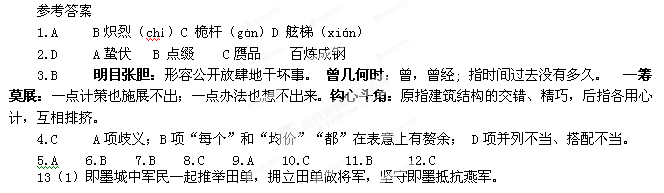 参考答案
1.A B炽烈（chì）C 桅杆（gān）D 舷梯（xián）
2.D A蛰伏 B 点缀 C赝品 百炼成钢
3.B 明目张胆：形容公开放肆地干坏事。 曾几何时：曾，曾经；指时间过去没有多久。 一筹
莫展：一点计策也施展不出；一点办法也想不出来。钩心斗角：原指建筑结构的交错、精巧，后指各用心
计，互相排挤。
4.C A项歧义；B项“每个”和“均价”“都”在表意上有赘余； D项并列不当、搭配不当。
5.A 6.B 7.B 8.C 9.A 10.C 11.B 12.C
13（1）即墨城中军民一起推举田单，拥立田单做将军，坚守即墨抵抗燕军。